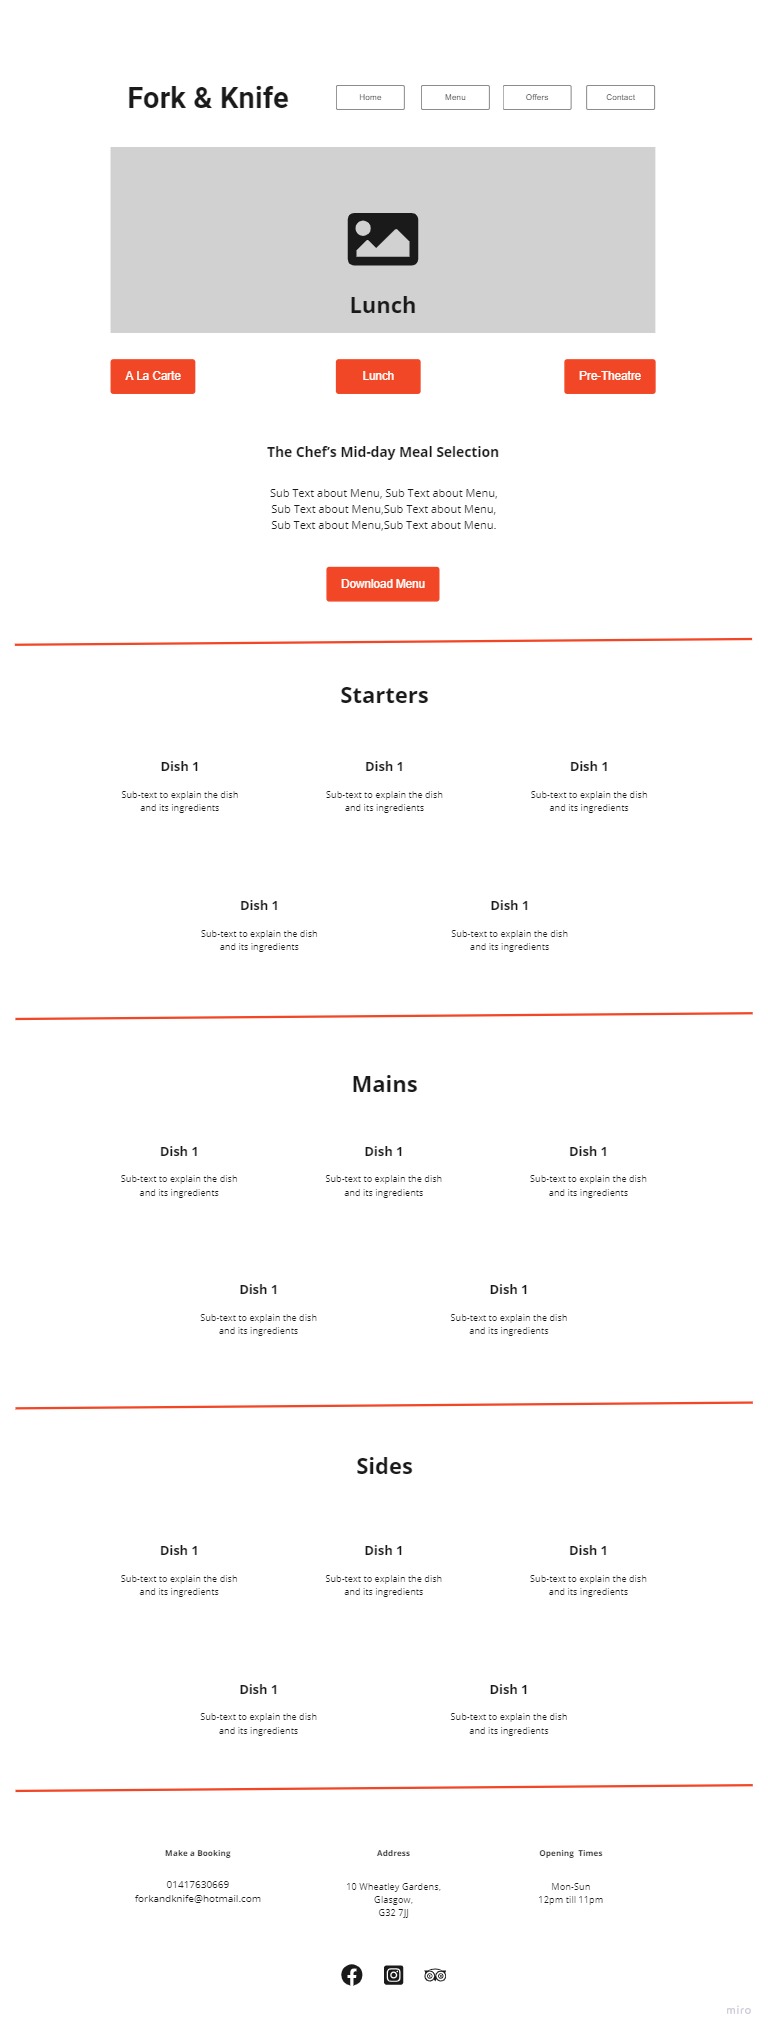 Fork & Knife
Home
Menu
Offers
Contact
Lunch
A La Carte
Lunch
Pre-Theatre
The Chef’s Mid-day Meal Selection
Sub Text about Menu, Sub Text about Menu,
Sub Text about Menu,Sub Text about Menu,
Sub Text about Menu,Sub Text about Menu.
Download Menu
Starters
Dish 1
Sub-text to explain the dish
and its ingredients
Dish 1
Sub-text to explain the dish
and its ingredients
Dish 1
Sub-text to explain the dish
and its ingredients
Dish 1
Sub-text to explain the dish
and its ingredients
Dish 1
Sub-text to explain the dish
and its ingredients
Mains
Dish 1
Sub-text to explain the dish
and its ingredients
Dish 1
Sub-text to explain the dish
and its ingredients
Dish 1
Sub-text to explain the dish
and its ingredients
Dish 1
Sub-text to explain the dish
and its ingredients
Dish 1
Sub-text to explain the dish
and its ingredients
Sides
Dish 1
Sub-text to explain the dish
and its ingredients
Dish 1
Sub-text to explain the dish
and its ingredients
Dish 1
Sub-text to explain the dish
and its ingredients
Dish 1
Sub-text to explain the dish
and its ingredients
Dish 1
Sub-text to explain the dish
and its ingredients
Make a Booking
01417630669
forkandknife@hotmail.com
Address
10 Wheatley Gardens,
Glasgow,
G32 7JJ
Opening Times
Mon-Sun
12pm till 11pm
miro